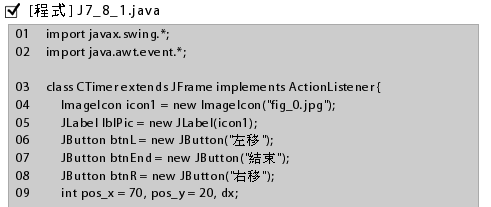 [程式] J7_8_1.java
01 import javax.swing.*;
02 import java.awt.event.*;
03 class CTimer extends JFrame implements ActionListener{
04 ImageIcon icon1 = new ImageIcon("fig_0.jpg");
05 JLabel lblPic = new JLabel(icon1);
06 JButton btnL = new JButton("左移");
07 JButton btnEnd = new JButton("結束");
08 JButton btnR = new JButton("右移");
09 int pos_x = 70, pos_y = 20, dx;